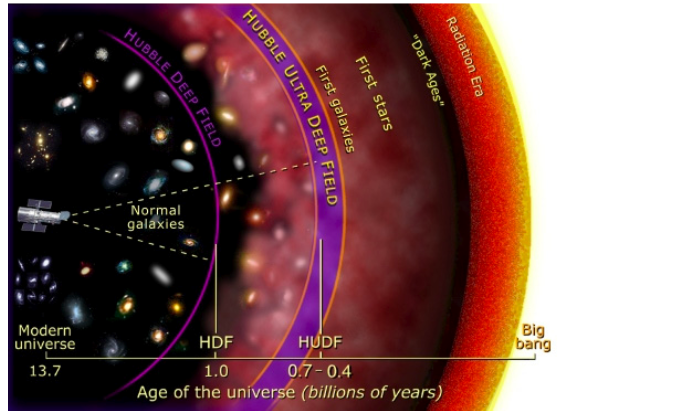 HUBBLE DEEP FIELD
HUBBLE ULTRA DEEP FIELD
First galaxies
First stars
"Dark Ages"
Radiation Era
Normal
galaxies
Modern
universe
HDF
HUDF
Big
bang
13.7
1.0
0.7 - 0.4
Age of the universe (billions of years)